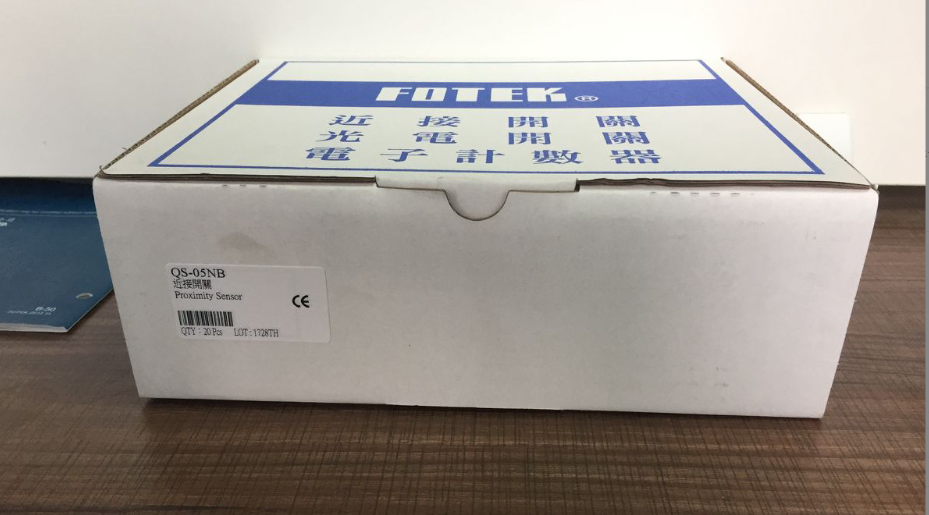 FOTEK®
近接開關
光電開關
電子計數器
QS-05NB
近接開關
Proximity Sensor
CE
QTY : 20 Pcs LOT : 1728TH